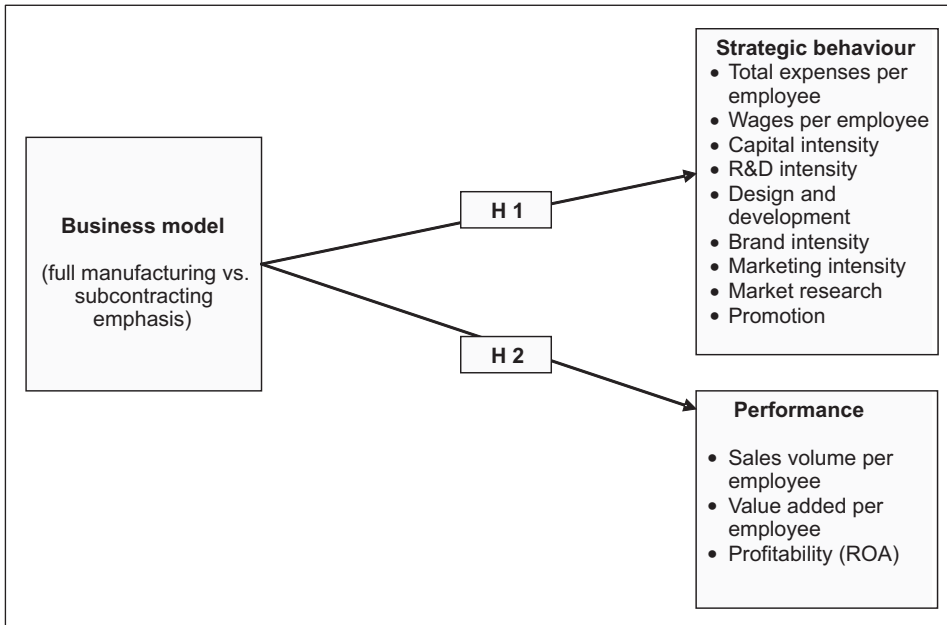 Business model
(full manufacturing vs.
subcontracting
emphasis)
H 1
H 2
Strategic behaviour
• Total expenses per
employee
• Wages per employee
• Capital intensity
• R&D intensity
• Design and
development
• Brand intensity
• Marketing intensity
• Market research
• Promotion
Performance
• Sales volume per
employee
• Value added per
employee
• Profitability (ROA)